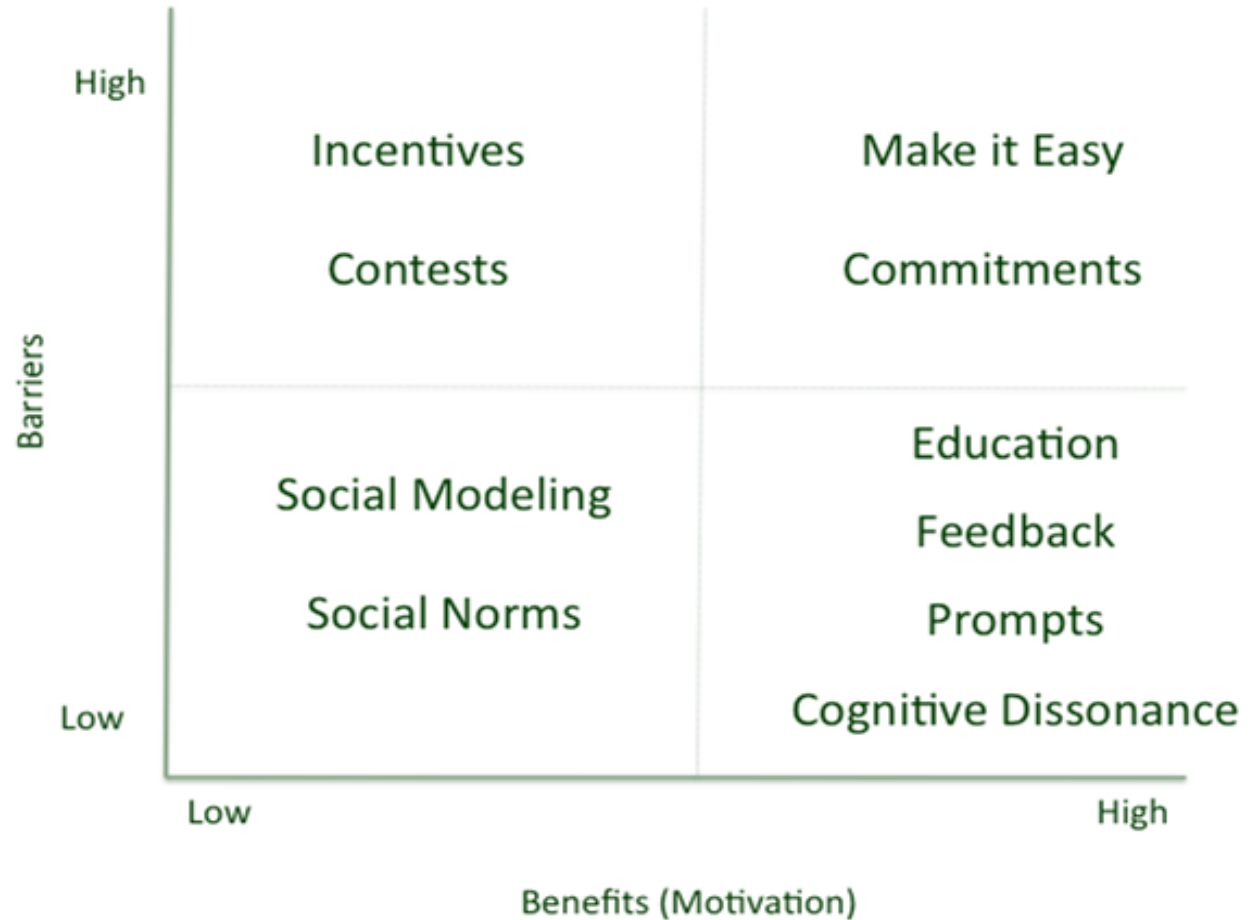 High
Incentives
Make it Easy
Contests
Commitments
Barriers
Education
Social Modeling
Feedback
Social Norms
Prompts
Cognitive Dissonance
Low
Low
High
Benefits (Motivation)